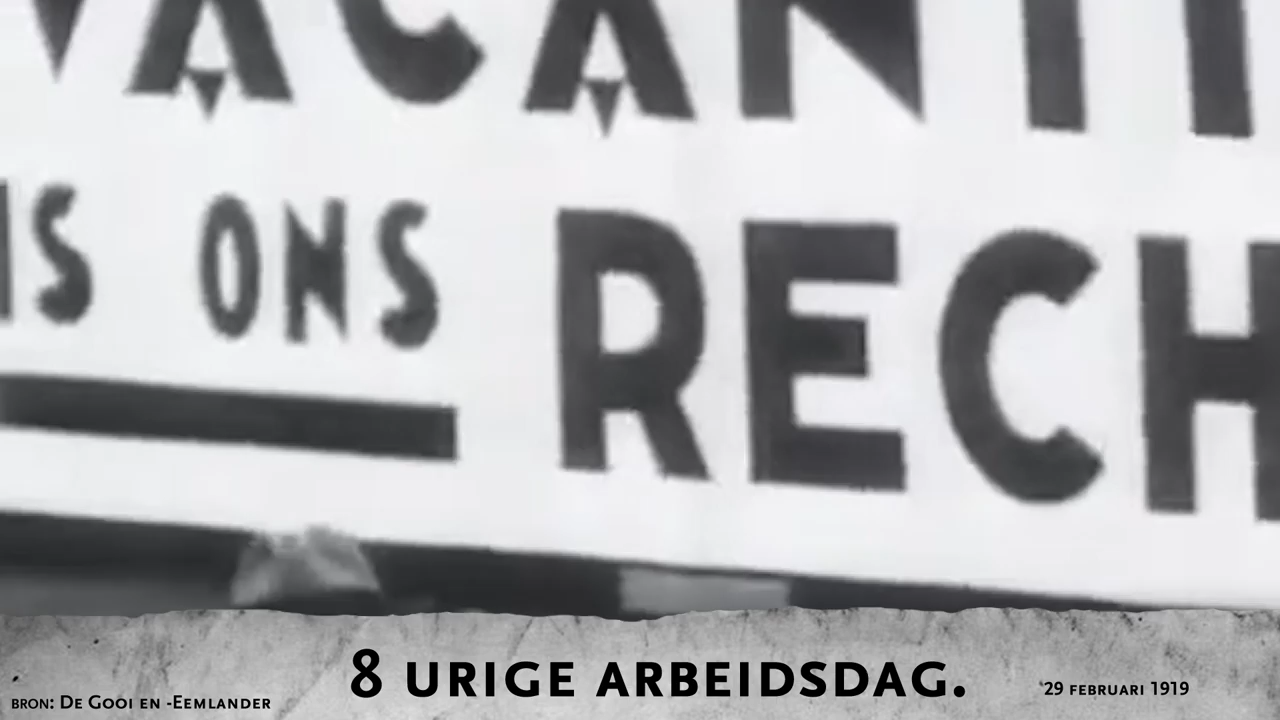 VACANTI
IS ONS RECH
8 URIGE ARBEIDSDAG.
29 FEBRUARI 1919
BRON: DE GOOI EN -EEMLANDER